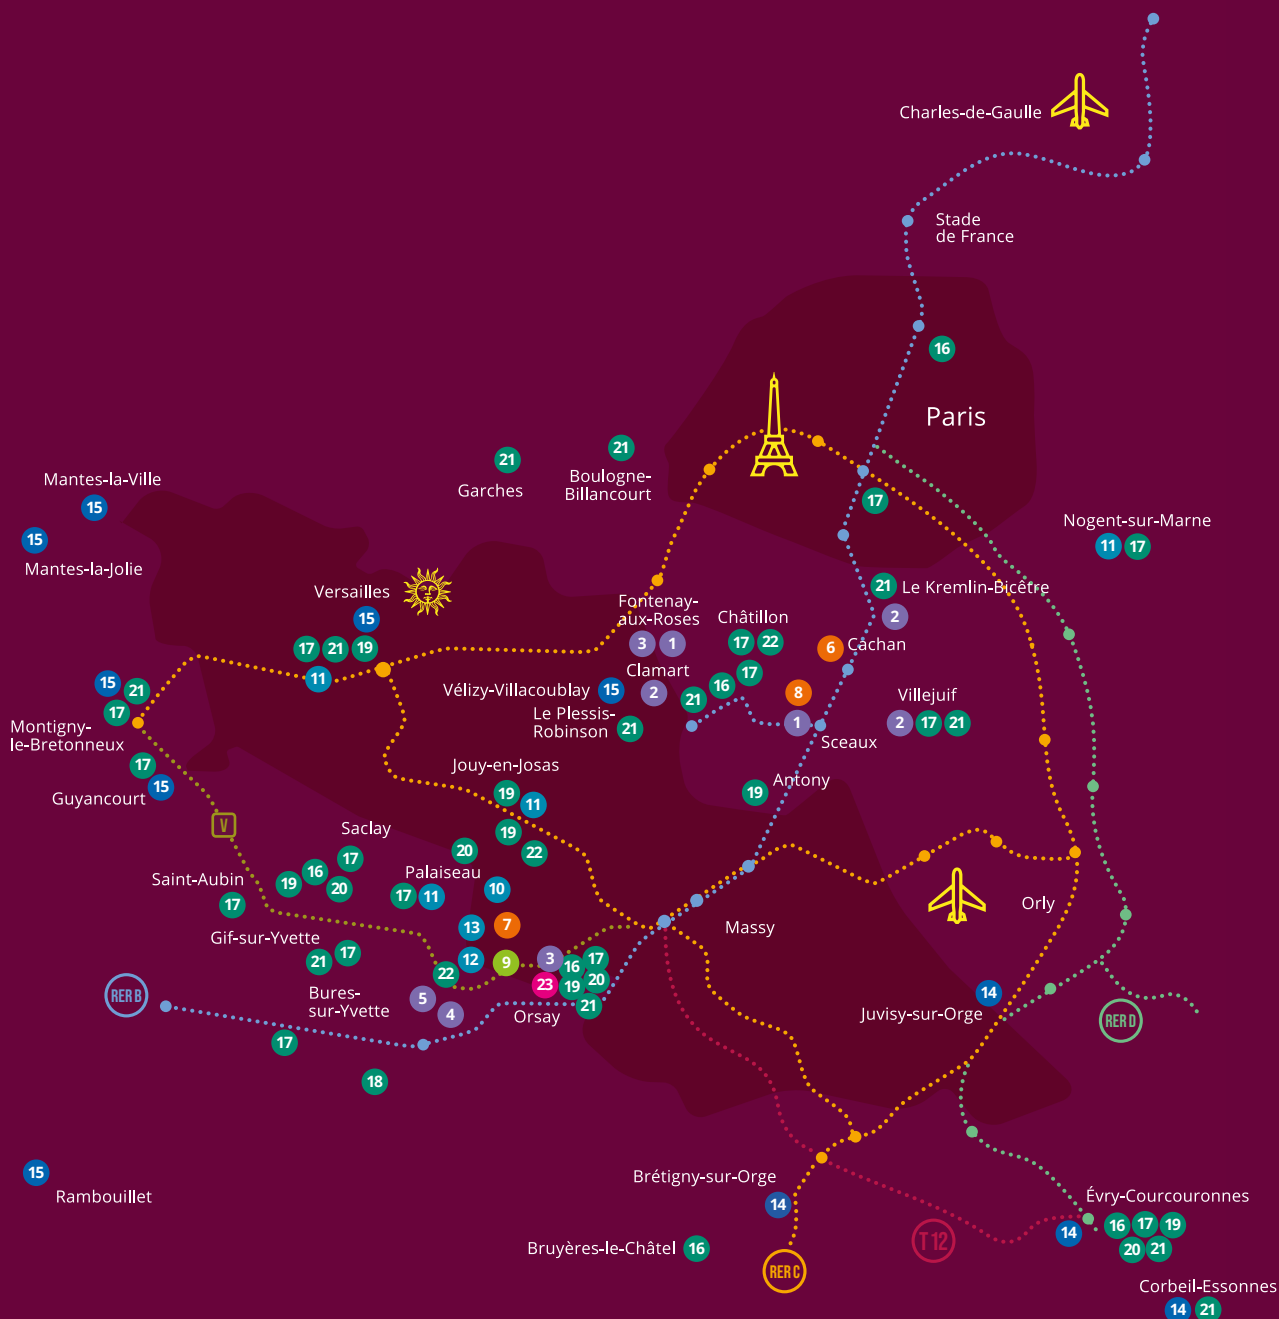 Charles-de-Gaulle
Stade
de France
16
Paris
21
Garches
21
Boulogne-
Billancourt
17
Mantes-la-Ville
15
15
Mantes-la-Jolie
Nogent-sur-Marne
11 17
Versailles
15
17 21 19
11
21 Le Kremlin-Bicêtre
2
Fontenay-
aux-Roses
3 1
Châtillon
17 22
6 Cachan
Clamart
2
17
16
21
8
1
Sceaux
Villejuif
2 17 21
15 21
17
Montigny-
le-Bretonneux
Vélizy-Villacoublay 15
Le Plessis-
Robinson 21
17
Guyancourt 15
Jouy-en-Josas
19 11
19
22
19 Antony
V
Saclay
17
16
19 20
20
Palaiseau
17 11 10
Saint-Aubin
17
13 7
12 9
22
Gif-sur-Yvette
21 17
Massy
Orly
3 16 17
23 19 20
21
Orsay
Bures-
sur-Yvette
5
4
RER B
14
Juvisy-sur-Orge
RER D
17
18
15
Rambouillet
Brétigny-sur-Orge
14
Bruyères-le-Châtel 16
RER C
T12
Évry-Courcouronnes
14 16 17 19
20 21
Corbeil-Essonnes
14 21